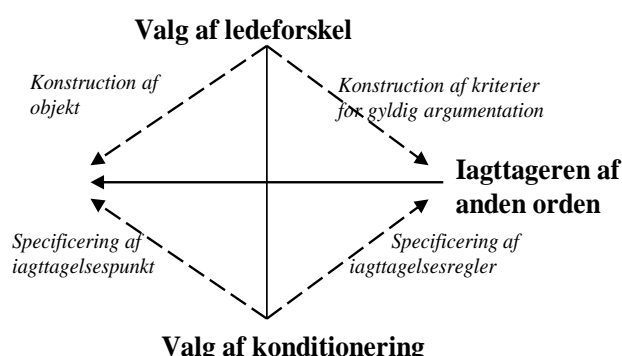 Valg af ledeforskel
Konstruction af
objekt
Konstruction af kriterier
for gyldig argumentation
Iagttageren af
anden orden
Specificering af
iagttagelsespunkt
Specificering af
iagttagelsesregler
Valg af konditionering